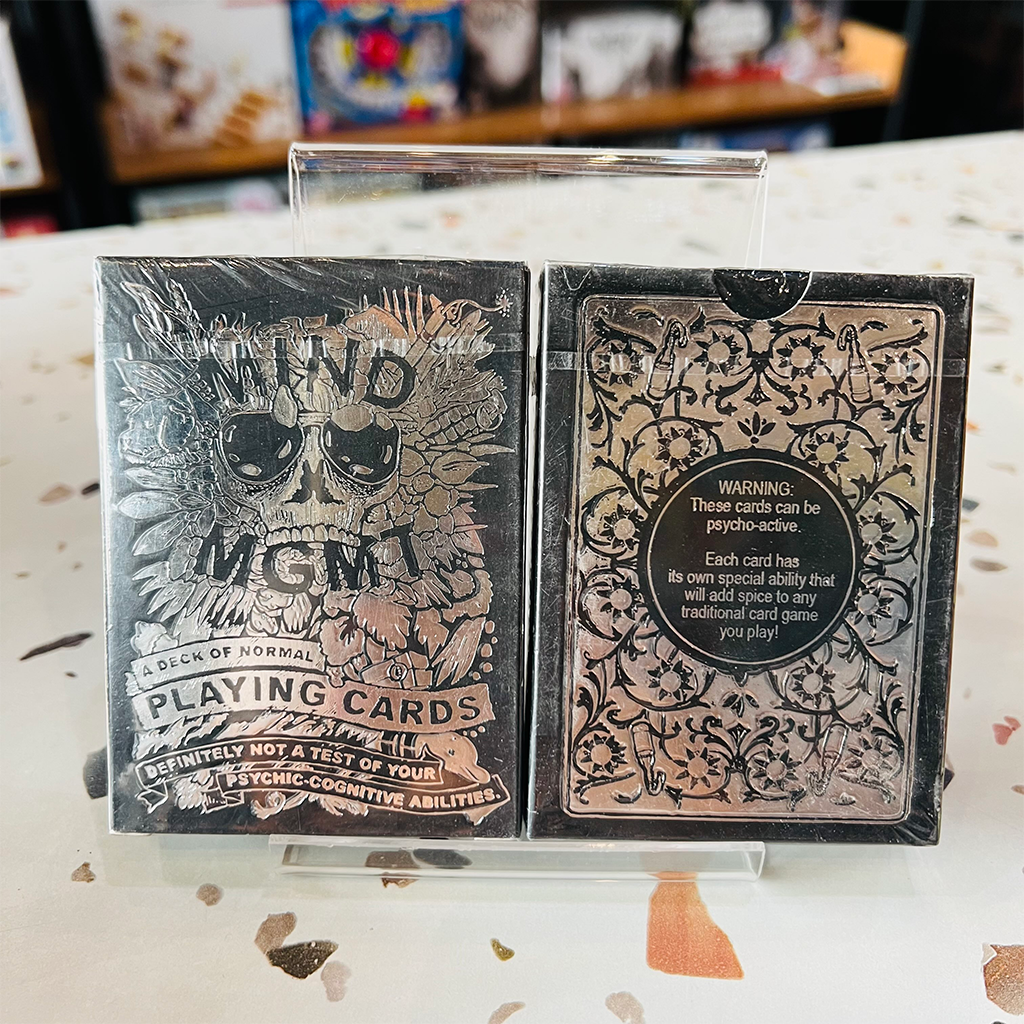 MIND
MGMT
A DECK OF NORMAL
PLAYING CARDS
DEFINITELY NOT A TEST OF YOUR
PSYCHIC-COGNITIVE ABILITIES.
WARNING:
These cards can be
psycho-active.
Each card has
its own special ability that
will add spice to any
traditional card game
you play!